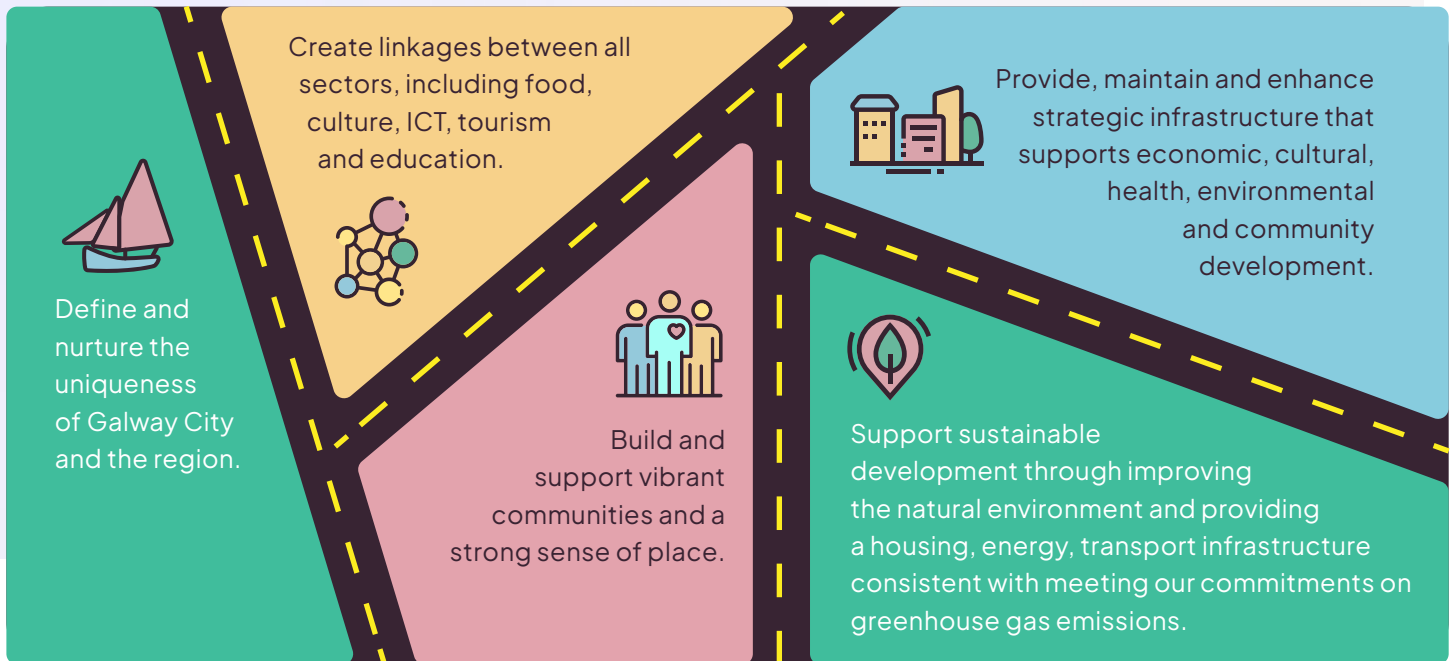 Define and
nurture the
uniqueness
of Galway City
and the region.
Create linkages between all
sectors, including food,
culture, ICT, tourism
and education.
Build and
support vibrant
communities and a
strong sense of place.
Provide, maintain and enhance
strategic infrastructure that
supports economic, cultural,
health, environmental
and community
development.
Support sustainable
development through improving
the natural environment and providing
a housing, energy, transport infrastructure
consistent with meeting our commitments on
greenhouse gas emissions.